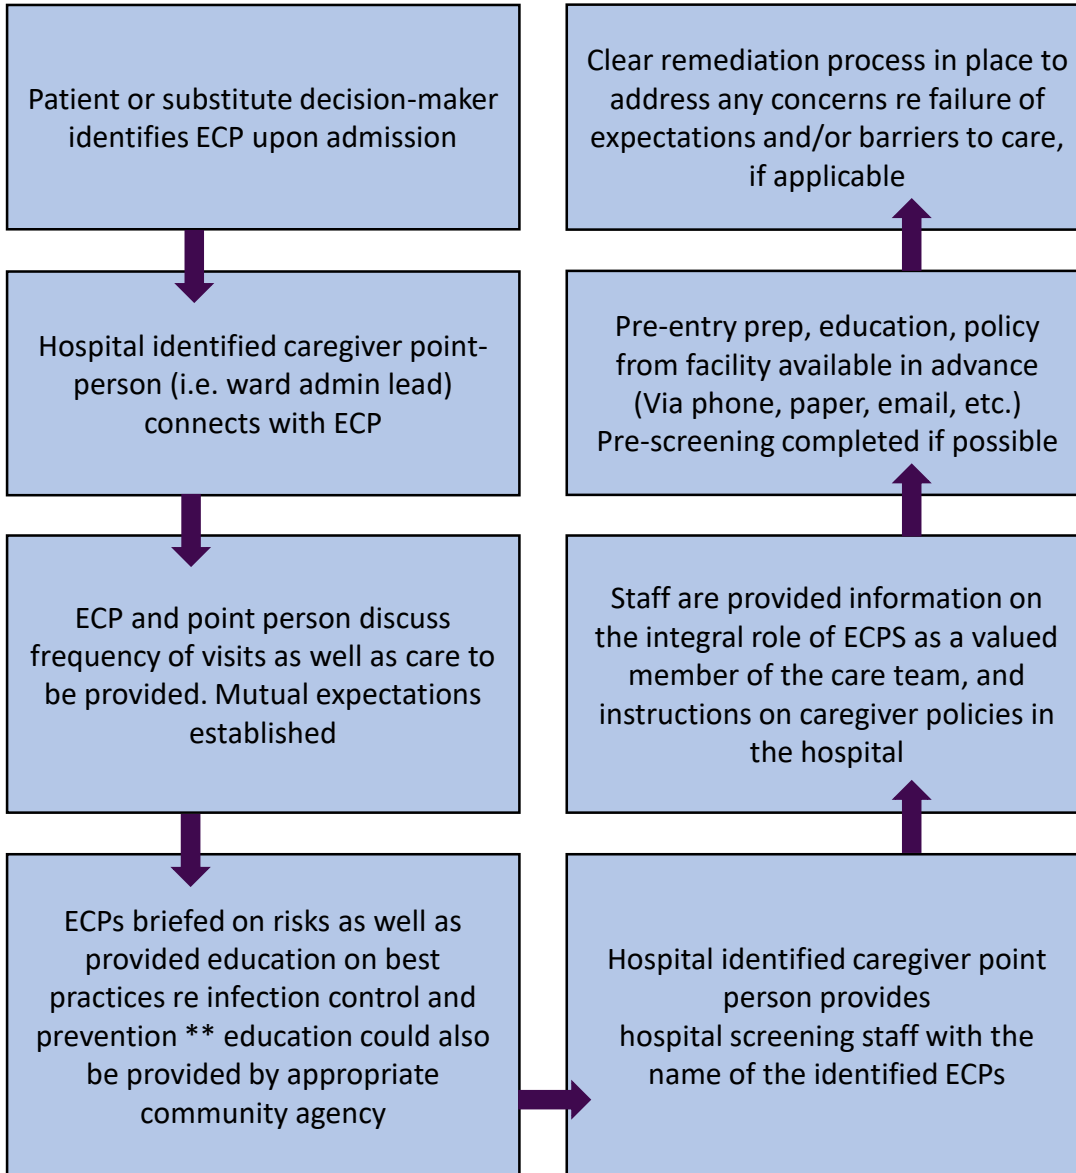 Patient or substitute decision-maker
identifies ECP upon admission
Hospital identified caregiver point-
person (i.e. ward admin lead)
connects with ECP
ECP and point person discuss
frequency of visits as well as care to
be provided. Mutual expectations
established
ECPs briefed on risks as well as
provided education on best
practices re infection control and
prevention ** education could also
be provided by appropriate
community agency
Hospital identified caregiver point
person provides
hospital screening staff with the
name of the identified ECPs
Staff are provided information on
the integral role of ECPS as a valued
member of the care team, and
instructions on caregiver policies in
the hospital
Pre-entry prep, education, policy
from facility available in advance
(Via phone, paper, email, etc.)
Pre-screening completed if possible
Clear remediation process in place to
address any concerns re failure of
expectations and/or barriers to care,
if applicable